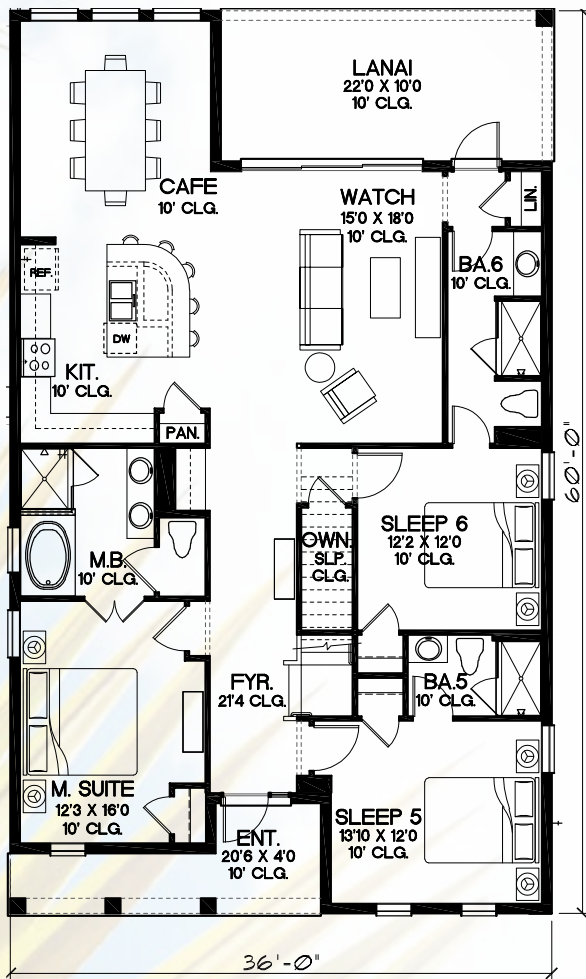 LANAI
22'0 X 10'0
10' CLG.
CAFE
10' CLG.
WATCH
15'0 X 18'0
10' CLG.
LIN.
BA.6
10' CLG.
REF.
DW
KIT.
10' CLG.
PAN.
60'-0"
M.B.
10' CLG.
OWN.
SLP.
CLG.
SLEEP 6
12'2 X 12'0
10' CLG.
FYR.
21'4 CLG.
BA.5
10' CLG.
M. SUITE
12'3 X 16'0
10' CLG.
ENT.
20'6 X 4'0
10' CLG.
SLEEP 5
13'10 X 12'0
10' CLG.
36'-0"